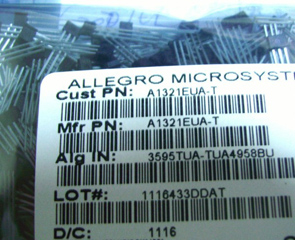 ALLEGRO MICROSYSTE
Cust PN: A1321EUA-T
Mfr PN: A1321EUA-T
Alg IN: 3595TUA-TUA4958BU
LOT#: 1116433DDAT
D/C: 1116